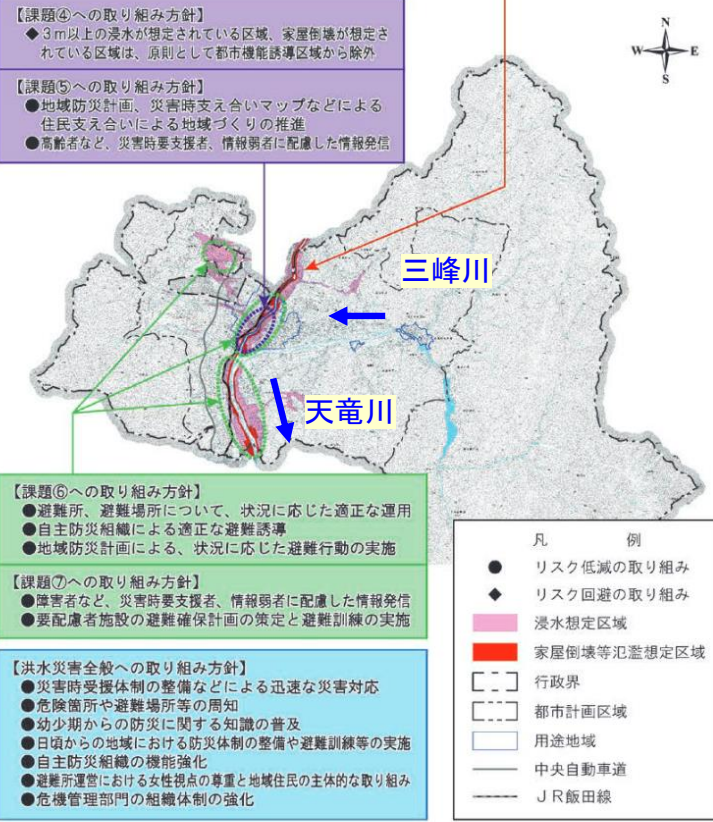 【課題④への取り組み方針】
◆3m以上の浸水が想定されている区域、家屋倒壊が想定さ
れている区域は、原則として都市機能誘導区域から除外
【課題⑤への取り組み方針】
●地域防災計画、災害時支え合いマップなどによる
住民支え合いによる地域づくりの推進
●高齢者など、災害時要支援者、情報弱者に配慮した情報発信
N
W E
S
三峰川
天竜川
【課題⑥への取り組み方針】
●避難所、避難場所について、状況に応じた適正な運用
●自主防災組織による適正な避難誘導
●地域防災計画による、状況に応じた避難行動の実施
【課題⑦への取り組み方針】
●障害者など、災害時要支援者、情報弱者に配慮した情報発信
●要配慮者施設の避難確保計画の策定と避難訓練の実施
【洪水災害全般への取り組み方針】
●災害時受援体制の整備などによる迅速な災害対応
●危険箇所や避難場所等の周知
●幼少期からの防災に関する知識の普及
●日頃からの地域における防災体制の整備や避難訓練等の実施
●自主防災組織の機能強化
●避難所運営における女性視点の尊重と地域住民の主体的な取り組み
●危機管理部門の組織体制の強化
凡 例
● リスク低減の取り組み
◆ リスク回避の取り組み
浸水想定区域
家屋倒壊等氾濫想定区域
行政界
都市計画区域
用途地域
中央自動車道
JR飯田線